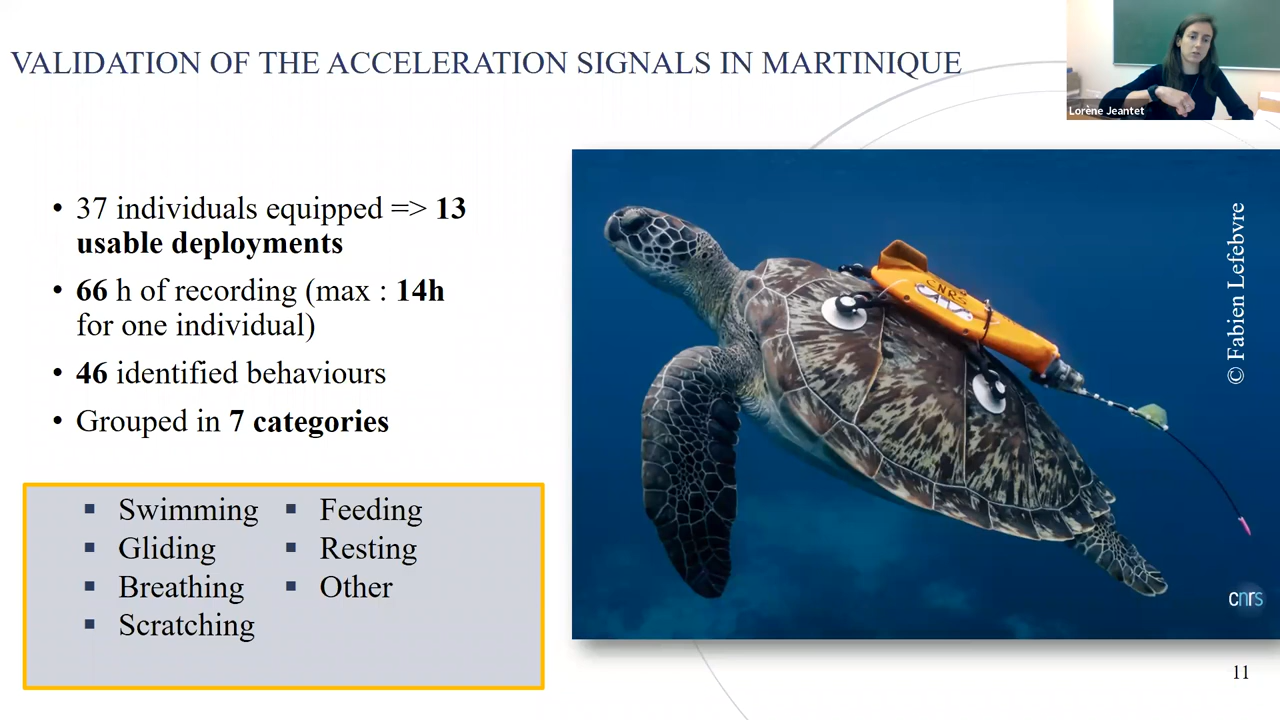 VALIDATION OF THE ACCELERATION SIGNALS IN MARTINIQUE
Lorène Jeantet
• 37 individuals equipped => 13
usable deployments
• 66 h of recording (max : 14h
for one individual)
• 46 identified behaviours
• Grouped in 7 categories
▪ Swimming
▪ Gliding
▪ Breathing
▪ Scratching
▪ Feeding
▪ Resting
▪ Other
CNRS
© Fabien Lefebvre
cnrs
11